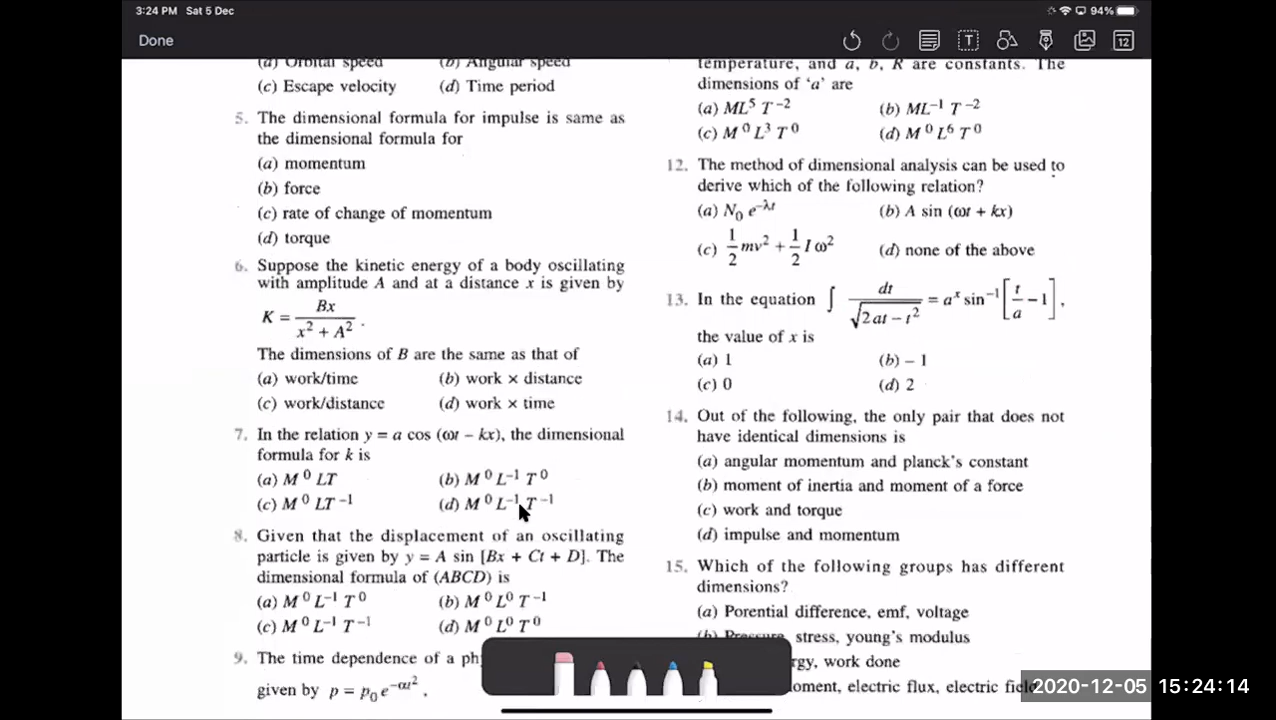 3:24 PM Sat 5 Dec
94%
Done
12
(a) Orbital speed (b) Angular speed
(c) Escape velocity (d) Time period
5. The dimensional formula for impulse is same as
the dimensional formula for
(a) momentum
(b) force
(c) rate of change of momentum
(d) torque
6. Suppose the kinetic energy of a body oscillating
with amplitude A and at a distance x is given by
K = Bx / (x² + A²) .
The dimensions of B are the same as that of
(a) work/time (b) work × distance
(c) work/distance (d) work × time
7. In the relation y = a cos (ωt – kx), the dimensional
formula for k is
(a) M⁰ LT (b) M⁰ L⁻¹ T⁰
(c) M⁰ LT⁻¹ (d) M⁰ L⁻¹ T⁻¹
8. Given that the displacement of an oscillating
particle is given by y = A sin [Bx + Ct + D]. The
dimensional formula of (ABCD) is
(a) M⁰ L⁻¹ T⁰ (b) M⁰ L⁰ T⁻¹
(c) M⁰ L⁻¹ T⁻¹ (d) M⁰ L⁰ T⁰
9. The time dependence of a
given by p = p₀ e^(–αt²) ,
temperature, and a, b, R are constants. The
dimensions of ‘a’ are
(a) ML⁵ T⁻² (b) ML⁻¹ T⁻²
(c) M⁰ L³ T⁰ (d) M⁰ L⁶ T⁰
12. The method of dimensional analysis can be used to
derive which of the following relation?
(a) N₀ e^(–λt) (b) A sin (ωt + kx)
(c) 1/2 mv² + 1/2 I ω² (d) none of the above
13. In the equation ∫ dt / √(2at – t²) = aˣ sin⁻¹ [t/a – 1] ,
the value of x is
(a) 1 (b) – 1
(c) 0 (d) 2
14. Out of the following, the only pair that does not
have identical dimensions is
(a) angular momentum and planck's constant
(b) moment of inertia and moment of a force
(c) work and torque
(d) impulse and momentum
15. Which of the following groups has different
dimensions?
(a) Porential difference, emf, voltage
(b) Pressure, stress, young's modulus
work done
electric flux, electric
2020-12-05 15:24:14